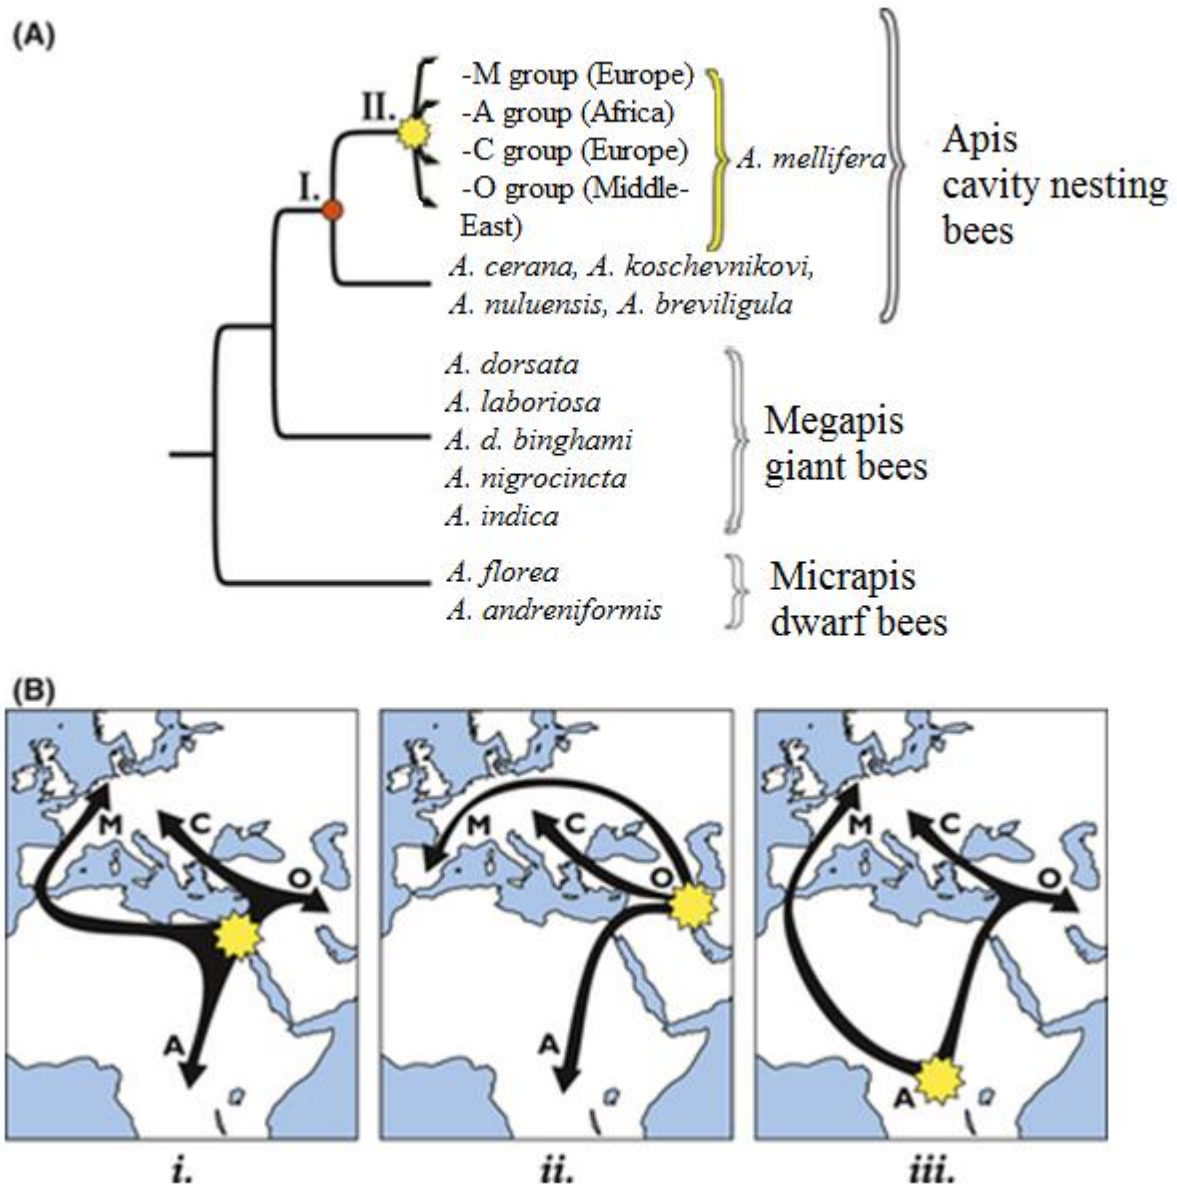 (A)
II.
I.
-M group (Europe)
-A group (Africa)
-C group (Europe)
-O group (Middle-
East)
A. mellifera
Apis
cavity nesting
bees
A. cerana, A. koschevnikovi,
A. nuluensis, A. breviligula
A. dorsata
A. laboriosa
A. d. binghami
A. nigrocincta
A. indica
Megapis
giant bees
A. florea
A. andreniformis
Micrapis
dwarf bees
(B)
M C O A
i.
M C O A
ii.
M C O A
iii.